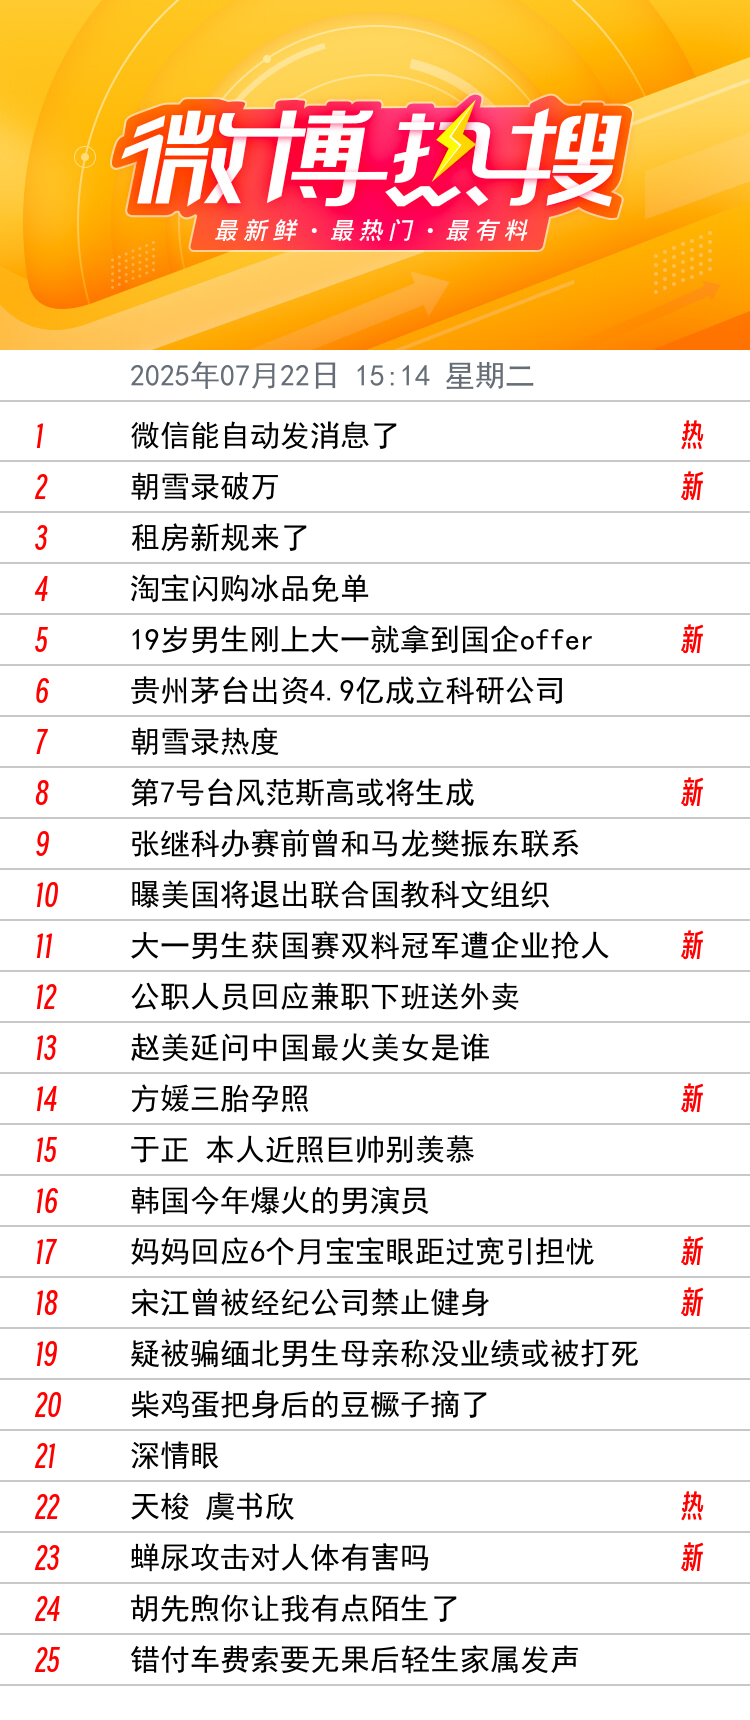 微博热搜
最新鲜·最热门·最有料
2025年07月22日 15:14 星期二
1 微信能自动发消息了 热
2 朝雪录破万 新
3 租房新规来了
4 淘宝闪购冰品免单
5 19岁男生刚上大一就拿到国企offer 新
6 贵州茅台出资4.9亿成立科研公司
7 朝雪录热度
8 第7号台风范斯高或将生成 新
9 张继科办赛前曾和马龙樊振东联系
10 曝美国将退出联合国教科文组织
11 大一男生获国赛双料冠军遭企业抢人 新
12 公职人员回应兼职下班送外卖
13 赵美延问中国最火美女是谁
14 方媛三胎孕照 新
15 于正 本人近照巨帅别羡慕
16 韩国今年爆火的男演员
17 妈妈回应6个月宝宝眼距过宽引担忧 新
18 宋江曾被经纪公司禁止健身 新
19 疑被骗缅北男生母亲称没业绩或被打死
20 柴鸡蛋把身后的豆橛子摘了
21 深情眼
22 天梭 虞书欣 热
23 蝉尿攻击对人体有害吗 新
24 胡先煦你让我有点陌生了
25 错付车费索要无果后轻生家属发声